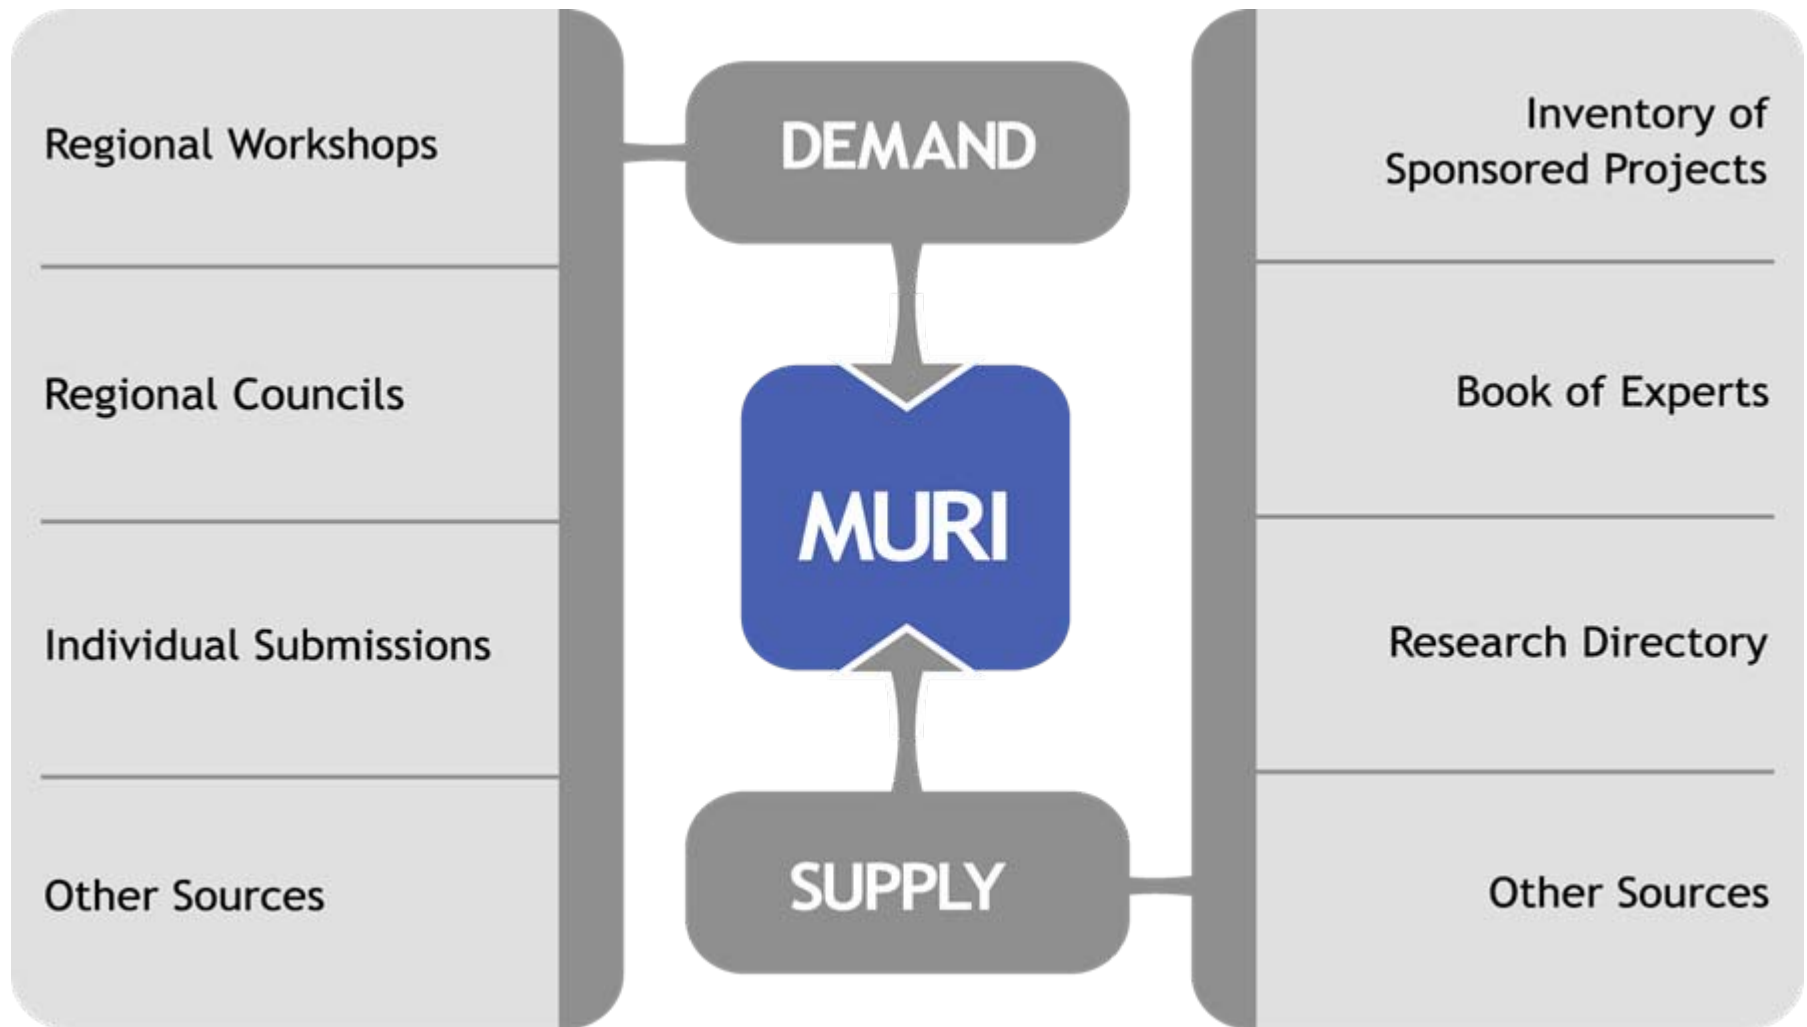 Regional Workshops
Regional Councils
Individual Submissions
Other Sources
DEMAND
MURI
SUPPLY
Inventory of
Sponsored Projects
Book of Experts
Research Directory
Other Sources